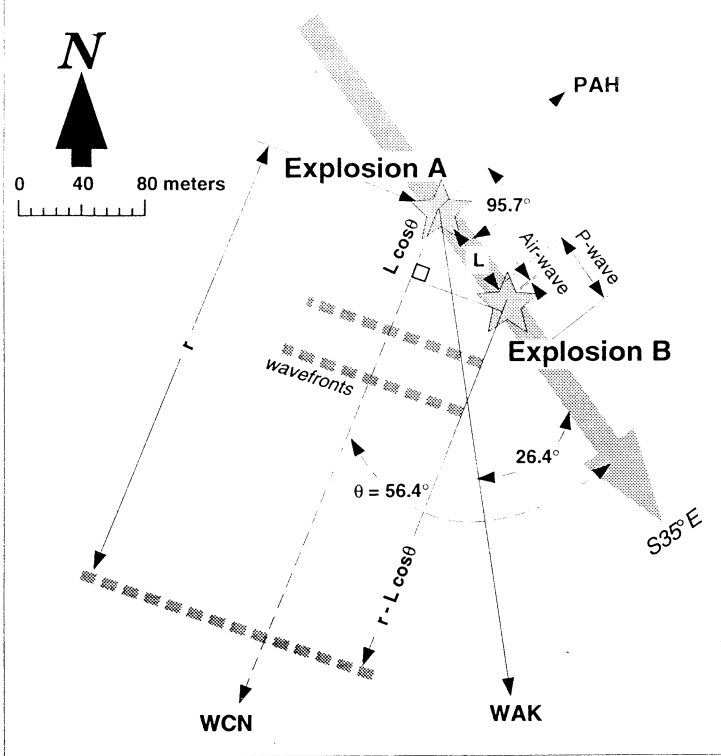 N
PAH
0 40 80 meters
Explosion A
95.7°
L cosθ
L
Air-wave
P-wave
Explosion B
r
wavefronts
26.4°
θ = 56.4°
S35°E
r - L cosθ
WCN
WAK